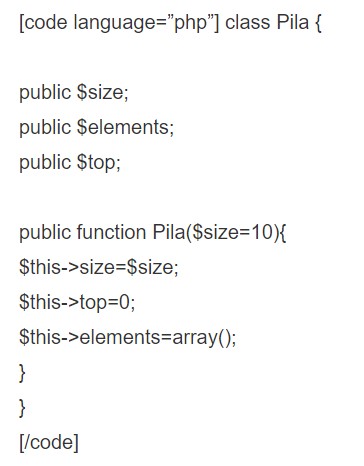 [code language=”php”] class Pila {
public $size;
public $elements;
public $top;
public function Pila($size=10){
$this->size=$size;
$this->top=0;
$this->elements=array();
}
}
[/code]